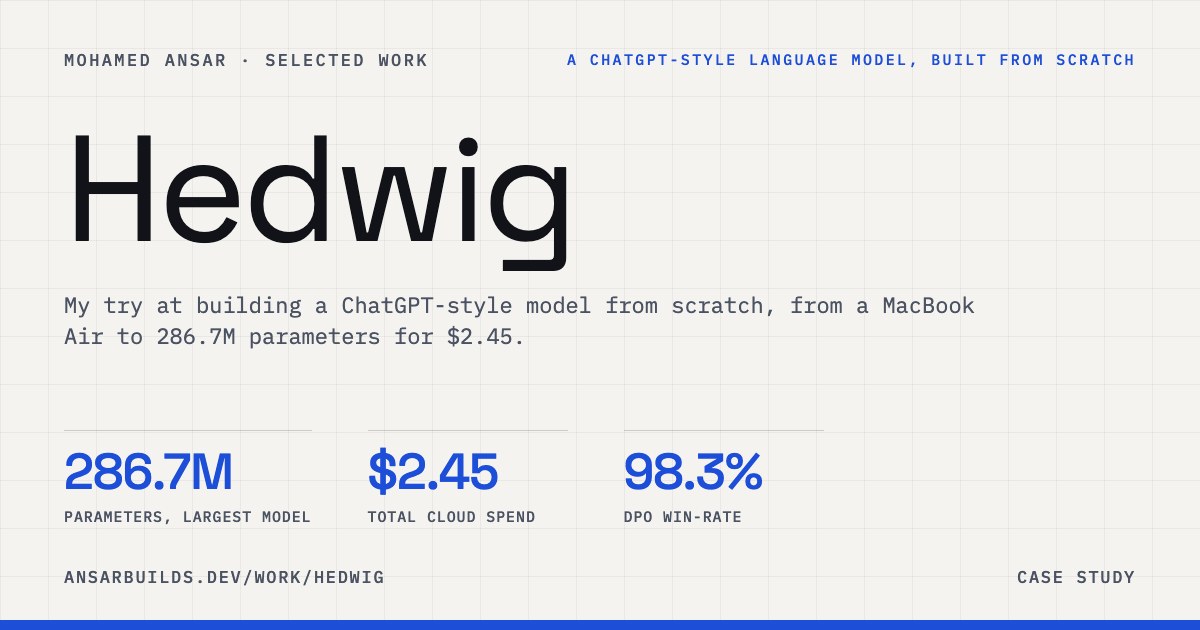 MOHAMED ANSAR · SELECTED WORK
A CHATGPT-STYLE LANGUAGE MODEL, BUILT FROM SCRATCH
Hedwig
My try at building a ChatGPT-style model from scratch, from a MacBook
Air to 286.7M parameters for $2.45.
286.7M
PARAMETERS, LARGEST MODEL
$2.45
TOTAL CLOUD SPEND
98.3%
DPO WIN-RATE
ANSARBUILDS.DEV/WORK/HEDWIG
CASE STUDY